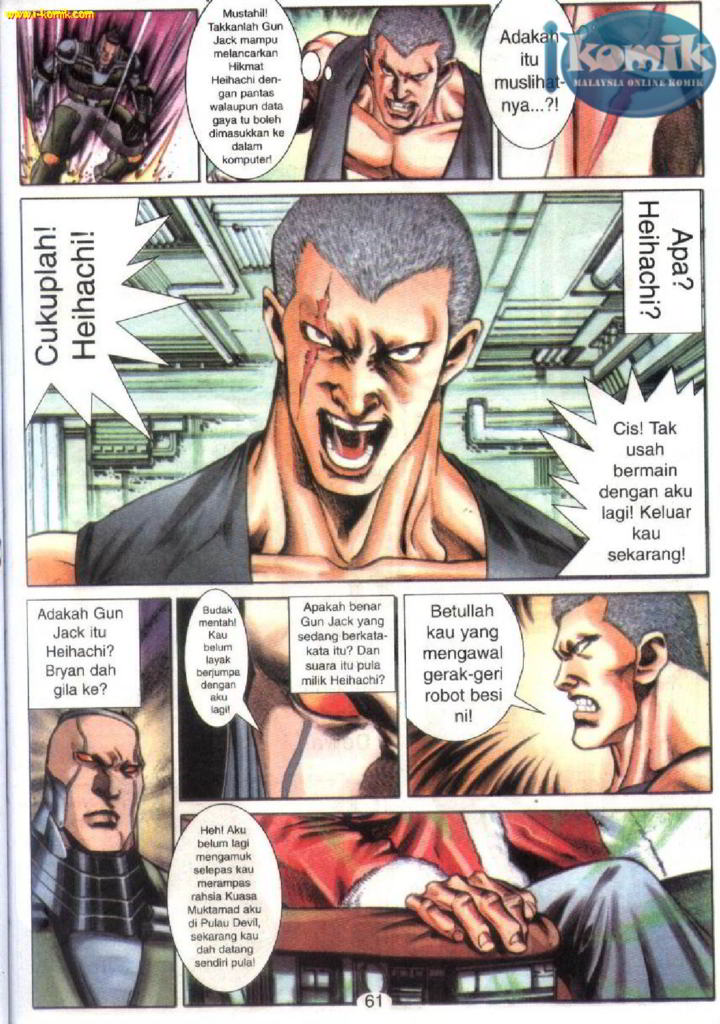 www.i-komik.com
Mustahil!
Takkanlah Gun
Jack mampu
melancarkan
Hikmat
Heihachi den-
gan pantas
walaupun data
gaya tu boleh
dimasukkan ke
dalam
komputer!
Adakah
itu
muslihat-
nya...?!
iKomik
MALAYSIA ONLINE KOMIK
Cukuplah!
Heihachi!
Apa?
Heihachi?
Cis! Tak
usah
bermain
dengan aku
lagi! Keluar
kau
sekarang!
Adakah Gun
Jack itu
Heihachi?
Bryan dah
gila ke?
Budak
mentah!
Kau
belum
layak
berjumpa
dengan
aku
lagi!
Apakah benar
Gun Jack yang
sedang berkata-
kata itu? Dan
suara itu pula
milik Heihachi?
Betullah
kau yang
mengawal
gerak-geri
robot besi
ni!
Heh! Aku
belum lagi
mengamuk
selepas kau
merampas
rahsia Kuasa
Muktamad aku
di Pulau Devil,
sekarang kau
dah datang
sendiri pula!
61